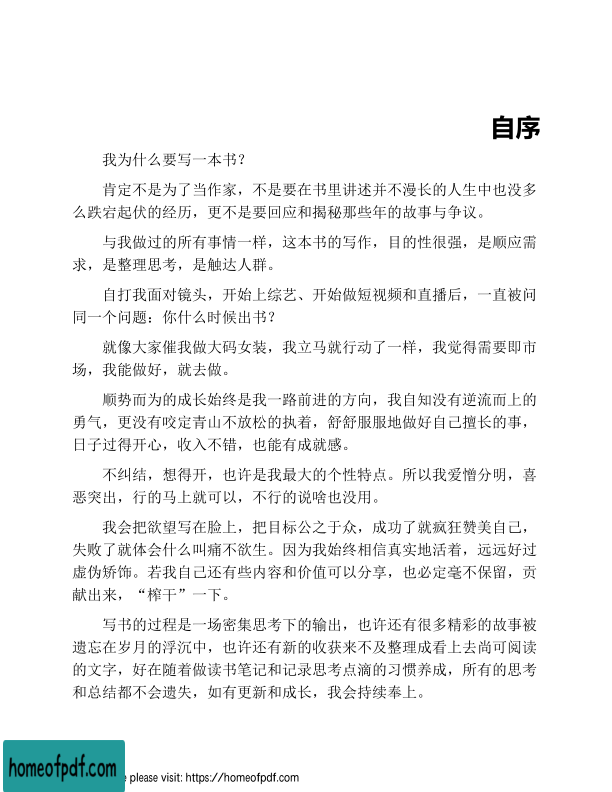 自序
我为什么要写一本书？
肯定不是为了当作家，不是要在书里讲述并不漫长的人生中也没多
么跌宕起伏的经历，更不是要回应和揭秘那些年的故事与争议。
与我做过的所有事情一样，这本书的写作，目的性很强，是顺应需
求，是整理思考，是触达人群。
自打我面对镜头，开始上综艺、开始做短视频和直播后，一直被问
同一个问题：你什么时候出书？
就像大家催我做大码女装，我立马就行动了一样，我觉得需要即市
场，我能做好，就去做。
顺势而为的成长始终是我一路前进的方向，我自知没有逆流而上的
勇气，更没有咬定青山不放松的执着，舒舒服服地做好自己擅长的事，
日子过得开心，收入不错，也能有成就感。
不纠结，想得开，也许是我最大的个性特点。所以我爱憎分明，喜
恶突出，行的马上就可以，不行的说啥也没用。
我会把欲望写在脸上，把目标公之于众，成功了就疯狂赞美自己，
失败了就体会什么叫痛不欲生。因为我始终相信真实地活着，远远好过
虚伪矫饰。若我自己还有些内容和价值可以分享，也必定毫不保留，贡
献出来，“榨干”一下。
写书的过程是一场密集思考下的输出，也许还有很多精彩的故事被
遗忘在岁月的浮沉中，也许还有新的收获来不及整理成看上去尚可阅读
的文字，好在随着做读书笔记和记录思考点滴的习惯养成，所有的思考
和总结都不会遗失，如有更新和成长，我会持续奉上。
homeofpdf.com
please visit: https://homeofpdf.com